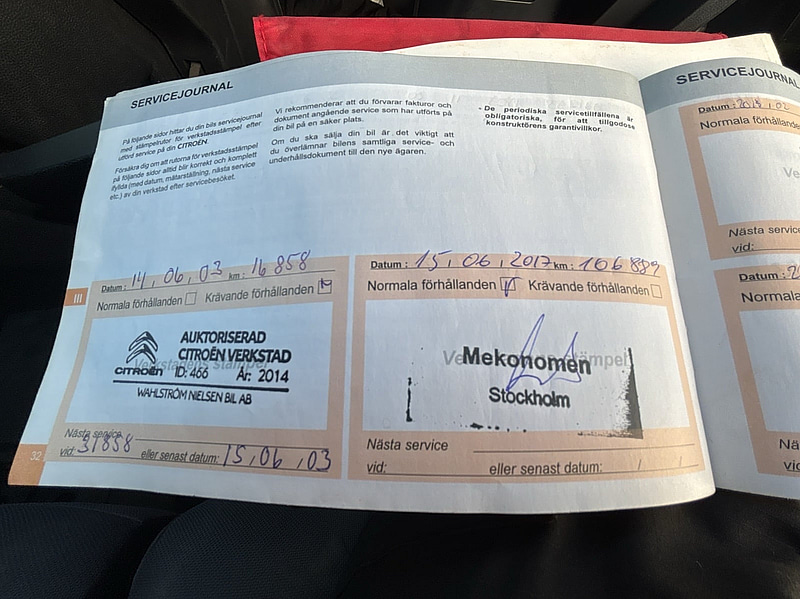 SERVICEJOURNAL
På följande sidor hittar du din bils servicejournal
med stämpelrutor för verkstadsstämpel efter
utförd service på din CITROËN.
Försäkra dig om att rutorna för verkstadsstämpel
på följande sidor alltid blir korrekt och komplett
ifyllda (med datum, mätarställning, nästa service
etc.) av din verkstad efter servicebesöket.
Vi rekommenderar att du förvarar fakturor och
dokument angående service som har utförts på
din bil på en säker plats.
Om du ska sälja din bil är det viktigt att
du överlämnar bilens samtliga service- och
underhållsdokument till den nye ägaren.
- De periodiska servicetillfällena är
obligatoriska, för att tillgodose
konstruktörens garantivillkor.
Datum : 14, 06, 03 km : 16 858
Normala förhållanden Krävande förhållanden
III
AUKTORISERAD
CITROËN VERKSTAD
CITROËN ID: 466 År: 2014
WAHLSTRÖM NIELSEN BIL AB
Nästa service
vid: 31858 eller senast datum: 15, 06, 03
32
Datum : 15, 06, 2017 km : 106 889
Normala förhållanden Krävande förhållanden
Mekonomen
Stockholm
Nästa service
vid: eller senast datum: / /
SERVICEJOURNAL
Datum :
Normala förhållande
Nästa service
vid:
Datum :
Normala